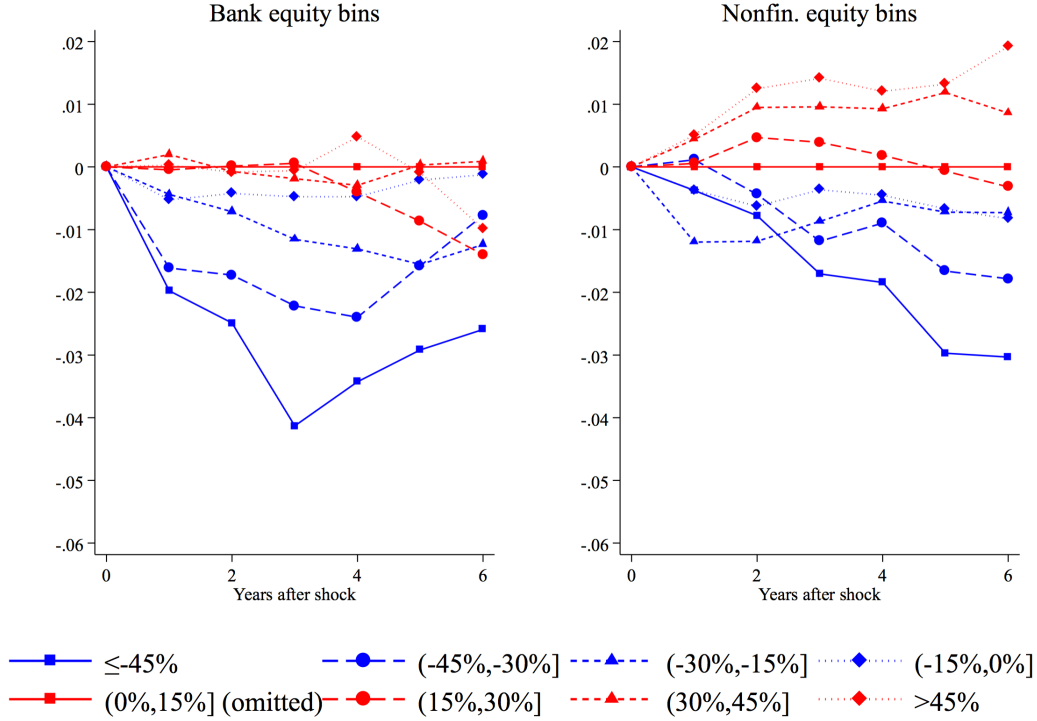 Bank equity bins
.02
.01
0
-.01
-.02
-.03
-.04
-.05
-.06
0 2 4 6
Years after shock
Nonfin. equity bins
.02
.01
0
-.01
-.02
-.03
-.04
-.05
-.06
0 2 4 6
Years after shock
≤-45% (-45%,-30%] (-30%,-15%] (-15%,0%]
(0%,15%] (omitted) (15%,30%] (30%,45%] >45%